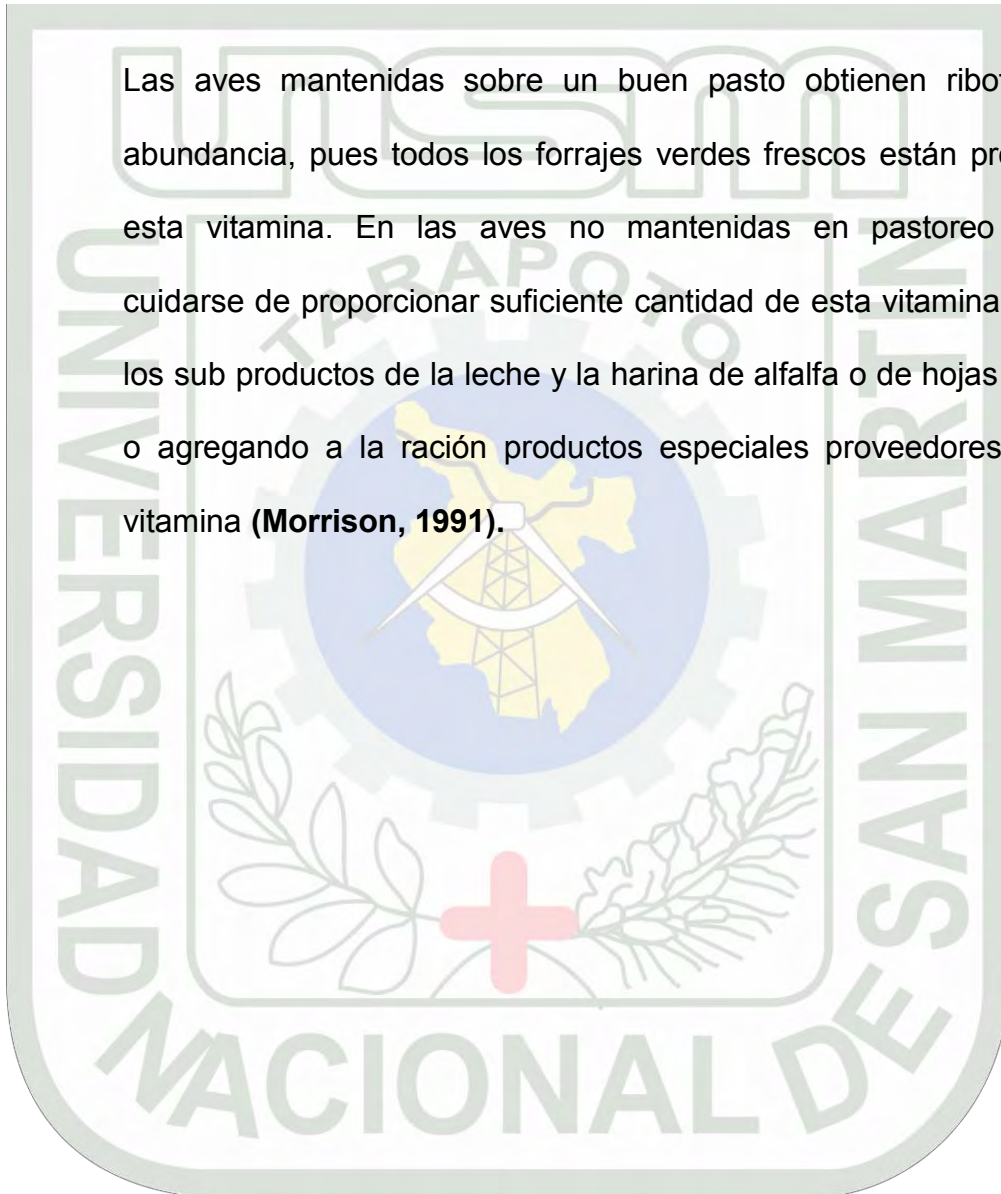 Las aves mantenidas sobre un buen pasto obtienen
abundancia, pues todos los forrajes verdes frescos están
esta vitamina. En las aves no mantenidas en pastoreo
cuidarse de proporcionar suficiente cantidad de esta vitamina
los sub productos de la leche y la harina de alfalfa o de hojas
o agregando a la ración productos especiales proveedores
vitamina (Morrison, 1991).
unsm
TARAPOTO
UNIVERSIDAD
NACIONAL DE
SAN MARTIN